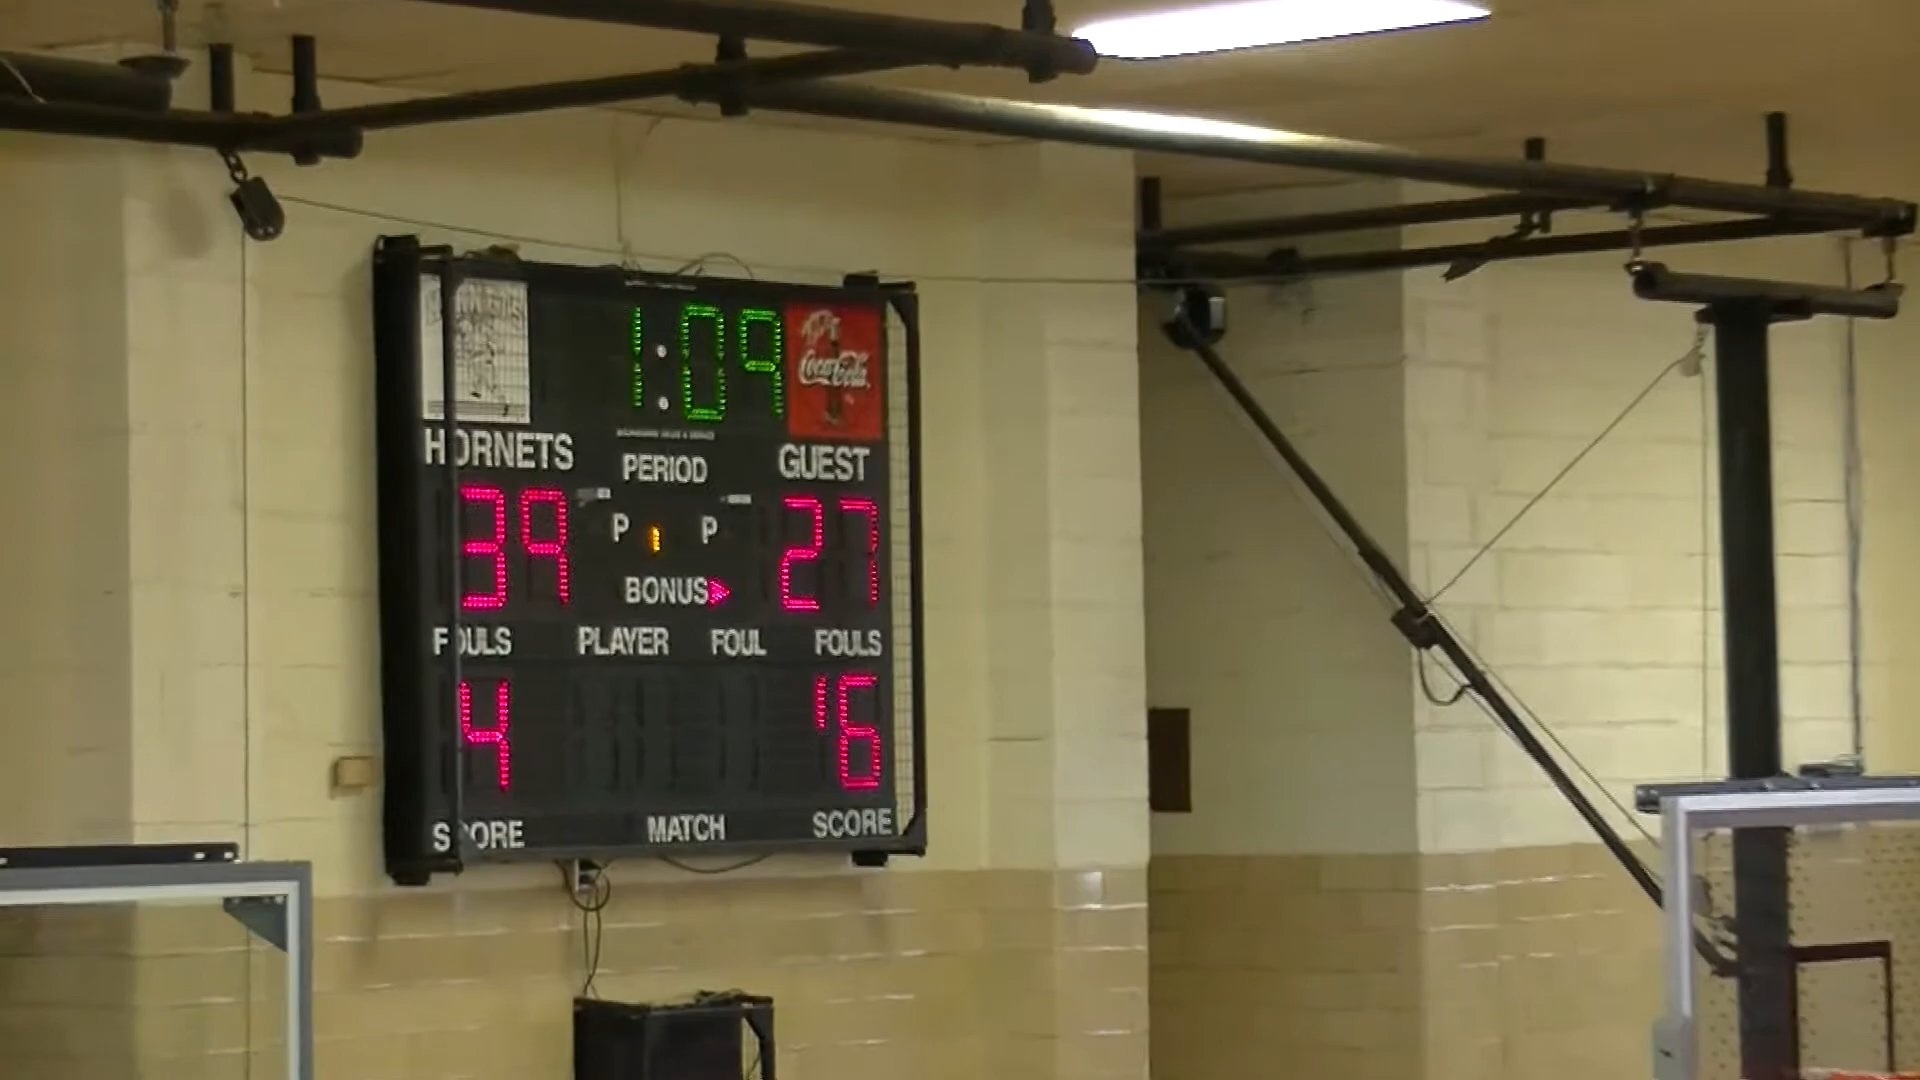 1:09
Coca-Cola
HORNETS PERIOD GUEST
39 P 1 P 27
BONUS
FOULS PLAYER FOUL FOULS
4 16
SCORE MATCH SCORE